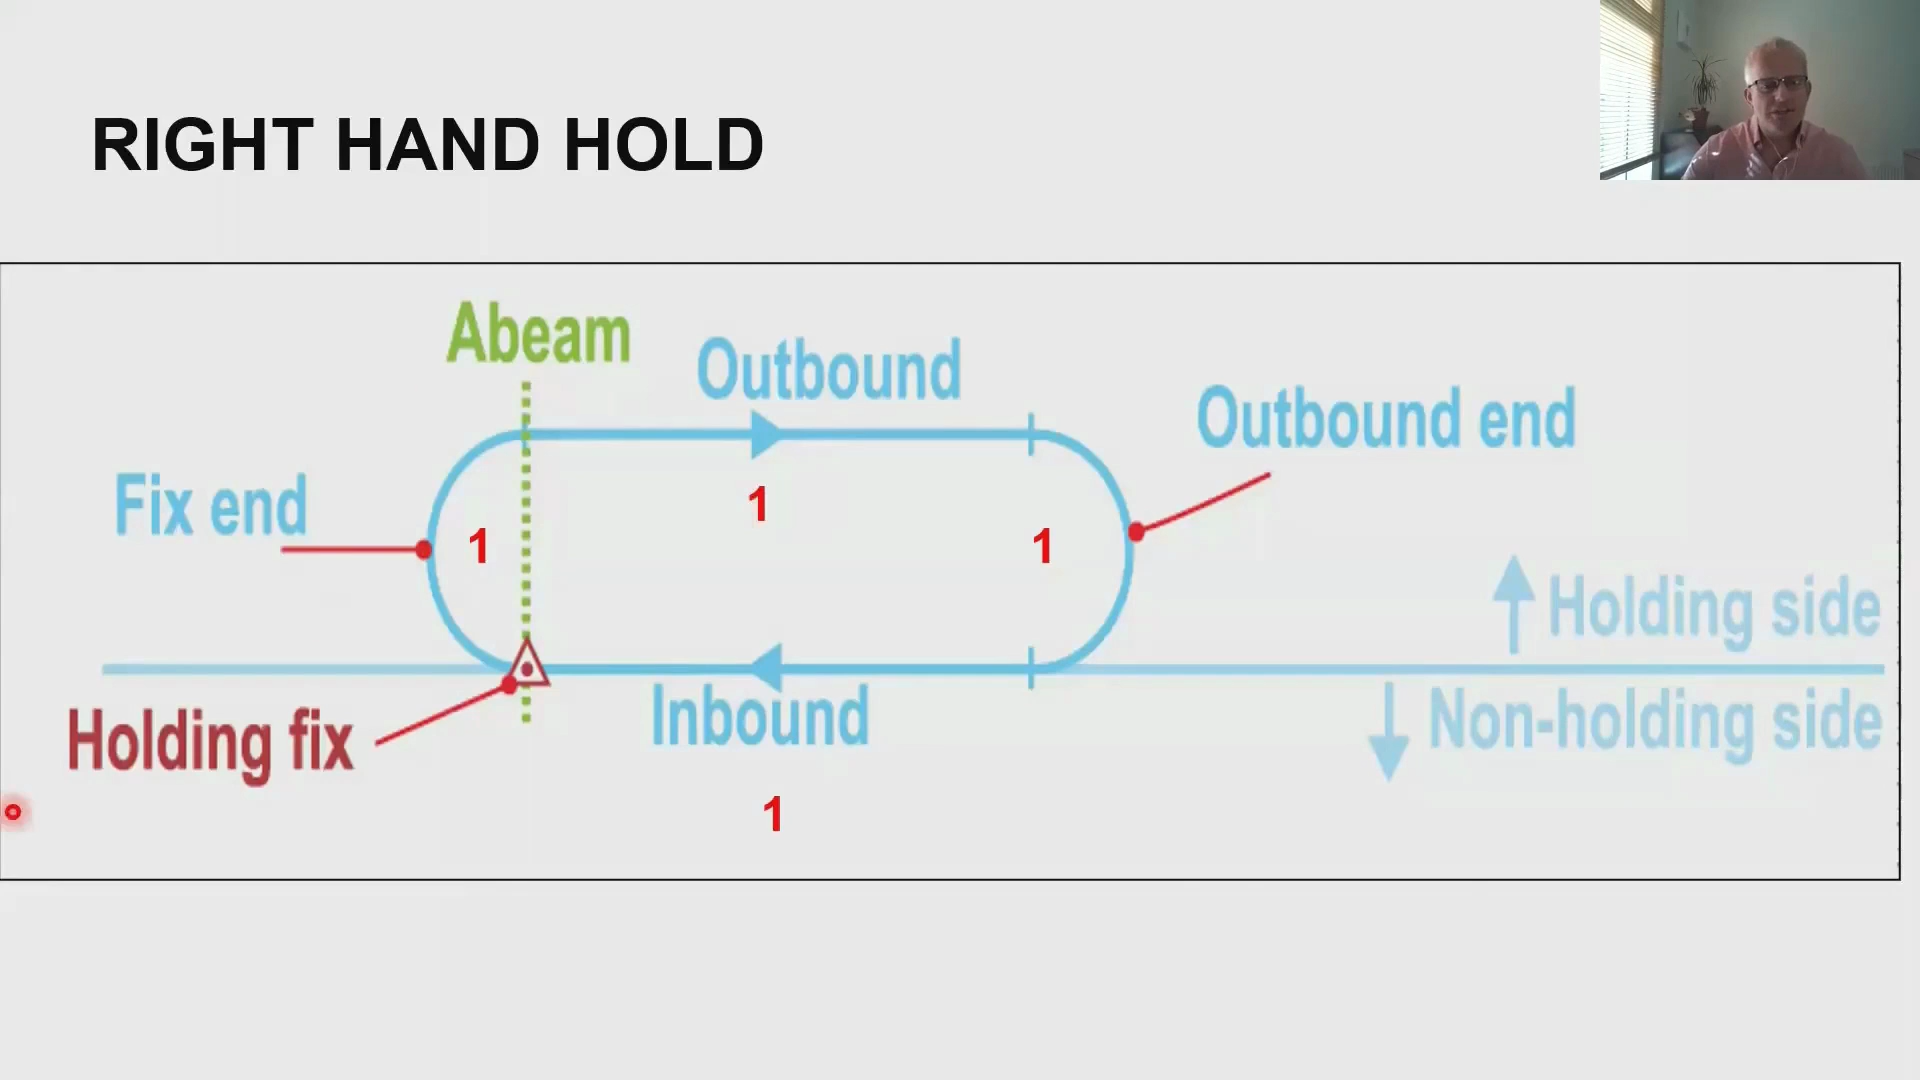 RIGHT HAND HOLD
Abeam
Outbound
Outbound end
Fix end
1
1
1
Holding side
Holding fix
Inbound
Non-holding side
1